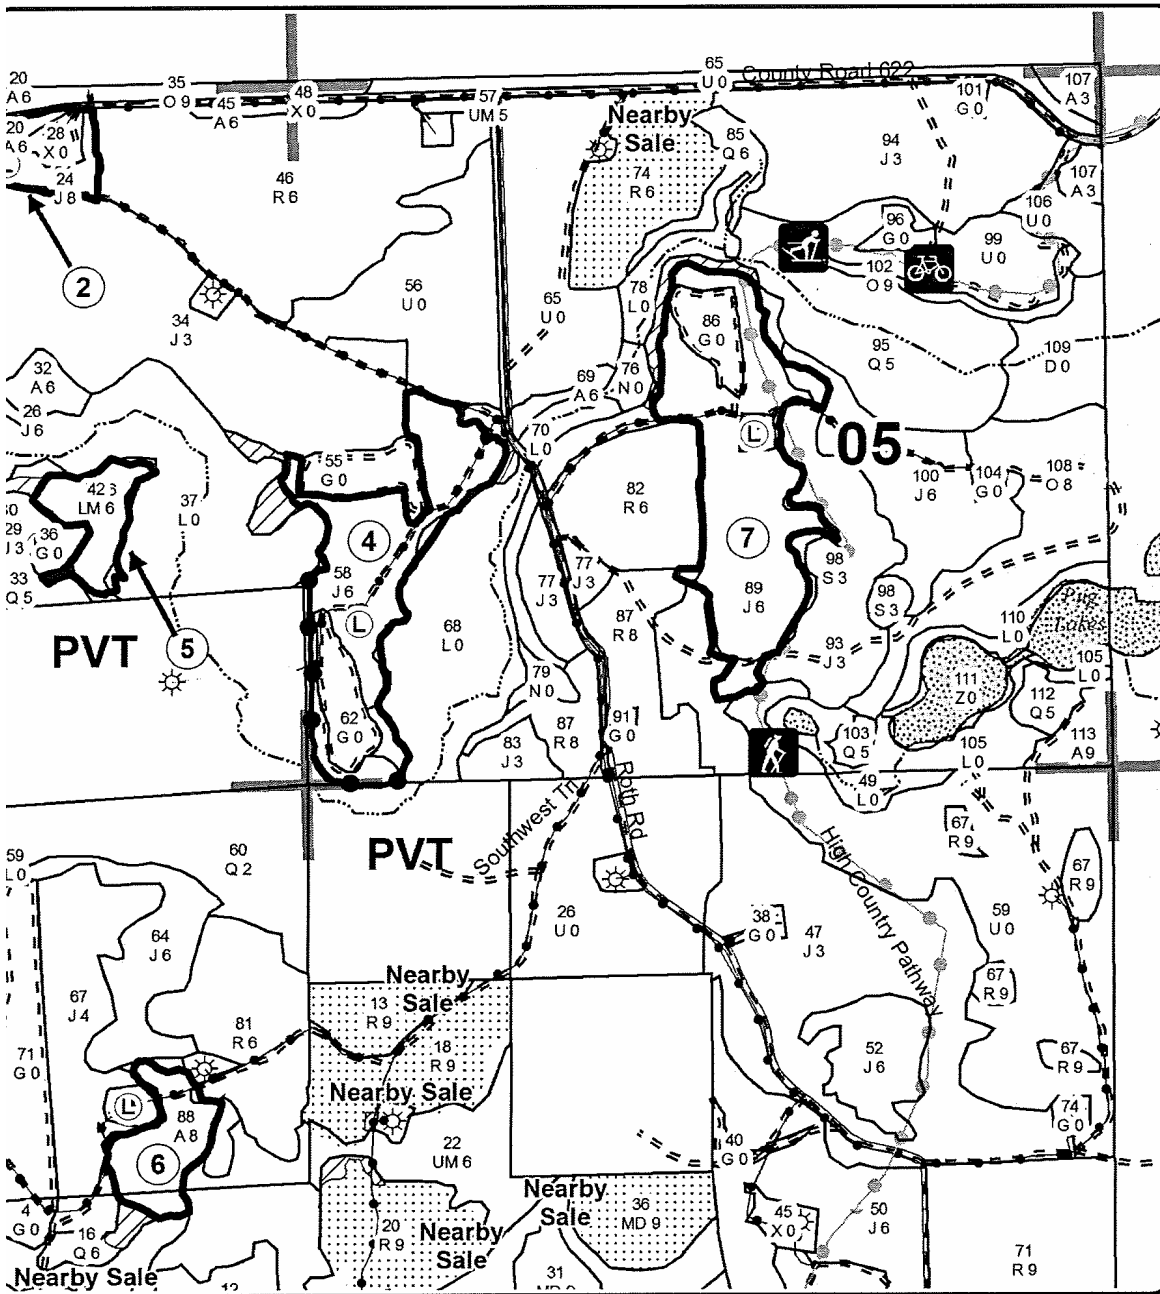 20
A 6
35
O 9
45
A 6
48
X 0
57
UM 5
65
U 0
County Road 622
101
G 0
107
A 3
20
A 6
28
X 0
24
J 8
46
R 6
Nearby
Sale
74
R 6
85
Q 6
94
J 3
107
A 3
106
U 0
96
G 0
99
U 0
102
O 9
2
34
J 3
56
U 0
65
U 0
78
L 0
86
G 0
95
Q 5
109
D 0
32
A 6
26
J 6
69
A 6
76
N 0
70
L 0
L
05
55
G 0
37
L 0
LM 6
36
G 0
29
J 3
33
Q 5
82
R 6
100
J 6
104
G 0
108
O 8
4
7
58
J 6
77
J 3
77
J 3
98
S 3
98
S 3
89
J 6
87
R 8
93
J 3
110
L 0
Pug
Lakes
PVT
5
L
68
L 0
62
G 0
79
N 0
87
R 8
83
J 3
91
G 0
111
Z 0
112
Q 5
105
L 0
103
Q 5
105
L 0
113
A 9
49
L 0
PVT
Southwest Trl
Roth Rd
High Country Pathway
59
L 0
60
Q 2
64
J 6
67
J 4
26
U 0
38
G 0
47
J 3
67
R 9
67
R 9
59
U 0
67
R 9
Nearby
Sale
13
R 9
18
R 9
Nearby Sale
81
R 6
71
G 0
52
J 6
67
R 9
74
G 0
L
88
A 8
6
22
UM 6
40
G 0
4
G 0
16
Q 6
Nearby Sale
20
R 9
Nearby
Sale
Nearby
Sale
36
MD 9
31
45
X 0
50
J 6
71
R 9